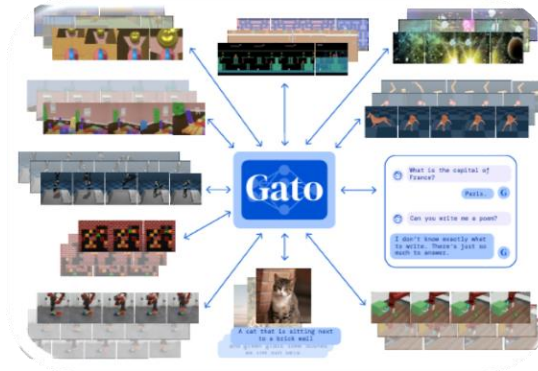 Gato
What is the capital of
France?
Paris.
G
Can you write me a poem?
I don't know exactly what
to write. There's just so
much to answer.
G
A cat that is sitting next
to a brick wall